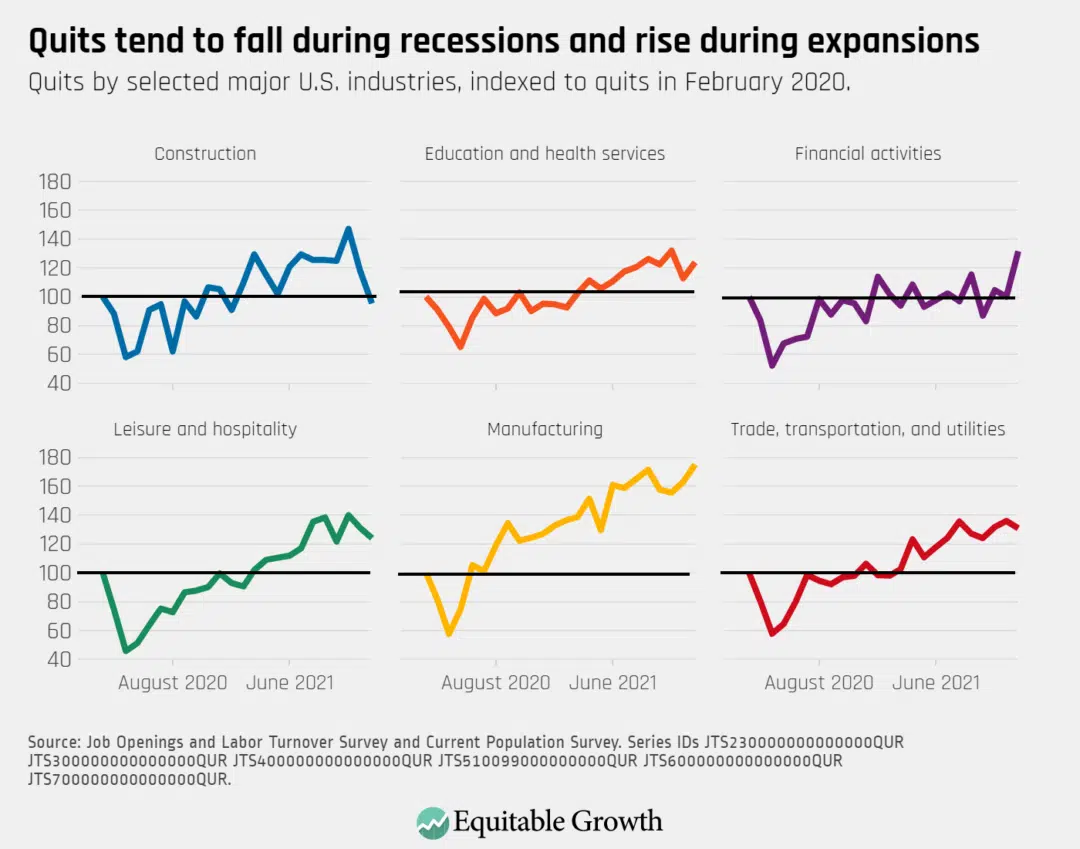 Quits tend to fall during recessions and rise during expansions
Quits by selected major U.S. industries, indexed to quits in February 2020.
Construction
Education and health services
Financial activities
180
160
140
120
100
80
60
40
Leisure and hospitality
Manufacturing
Trade, transportation, and utilities
180
160
140
120
100
80
60
40
August 2020 June 2021
August 2020 June 2021
August 2020 June 2021
Source: Job Openings and Labor Turnover Survey and Current Population Survey. Series IDs JTS230000000000000QUR
JTS300000000000000QUR JTS400000000000000QUR JTS510099000000000QUR JTS600000000000000QUR
JTS700000000000000QUR.
Equitable Growth